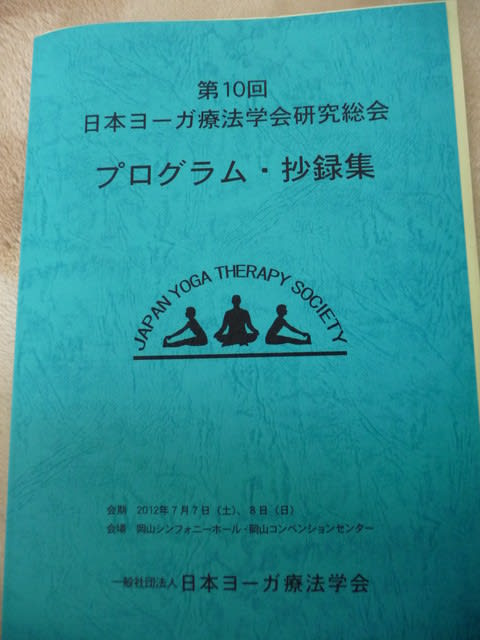 第10回
日本ヨーガ療法学会研究総会
プログラム・抄録集
JAPAN YOGA THERAPY SOCIETY
会期 2012年7月7日(土)、8日(日)
会場 岡山シンフォニーホール・岡山コンベンションセンター
一般社団法人 日本ヨーガ療法学会